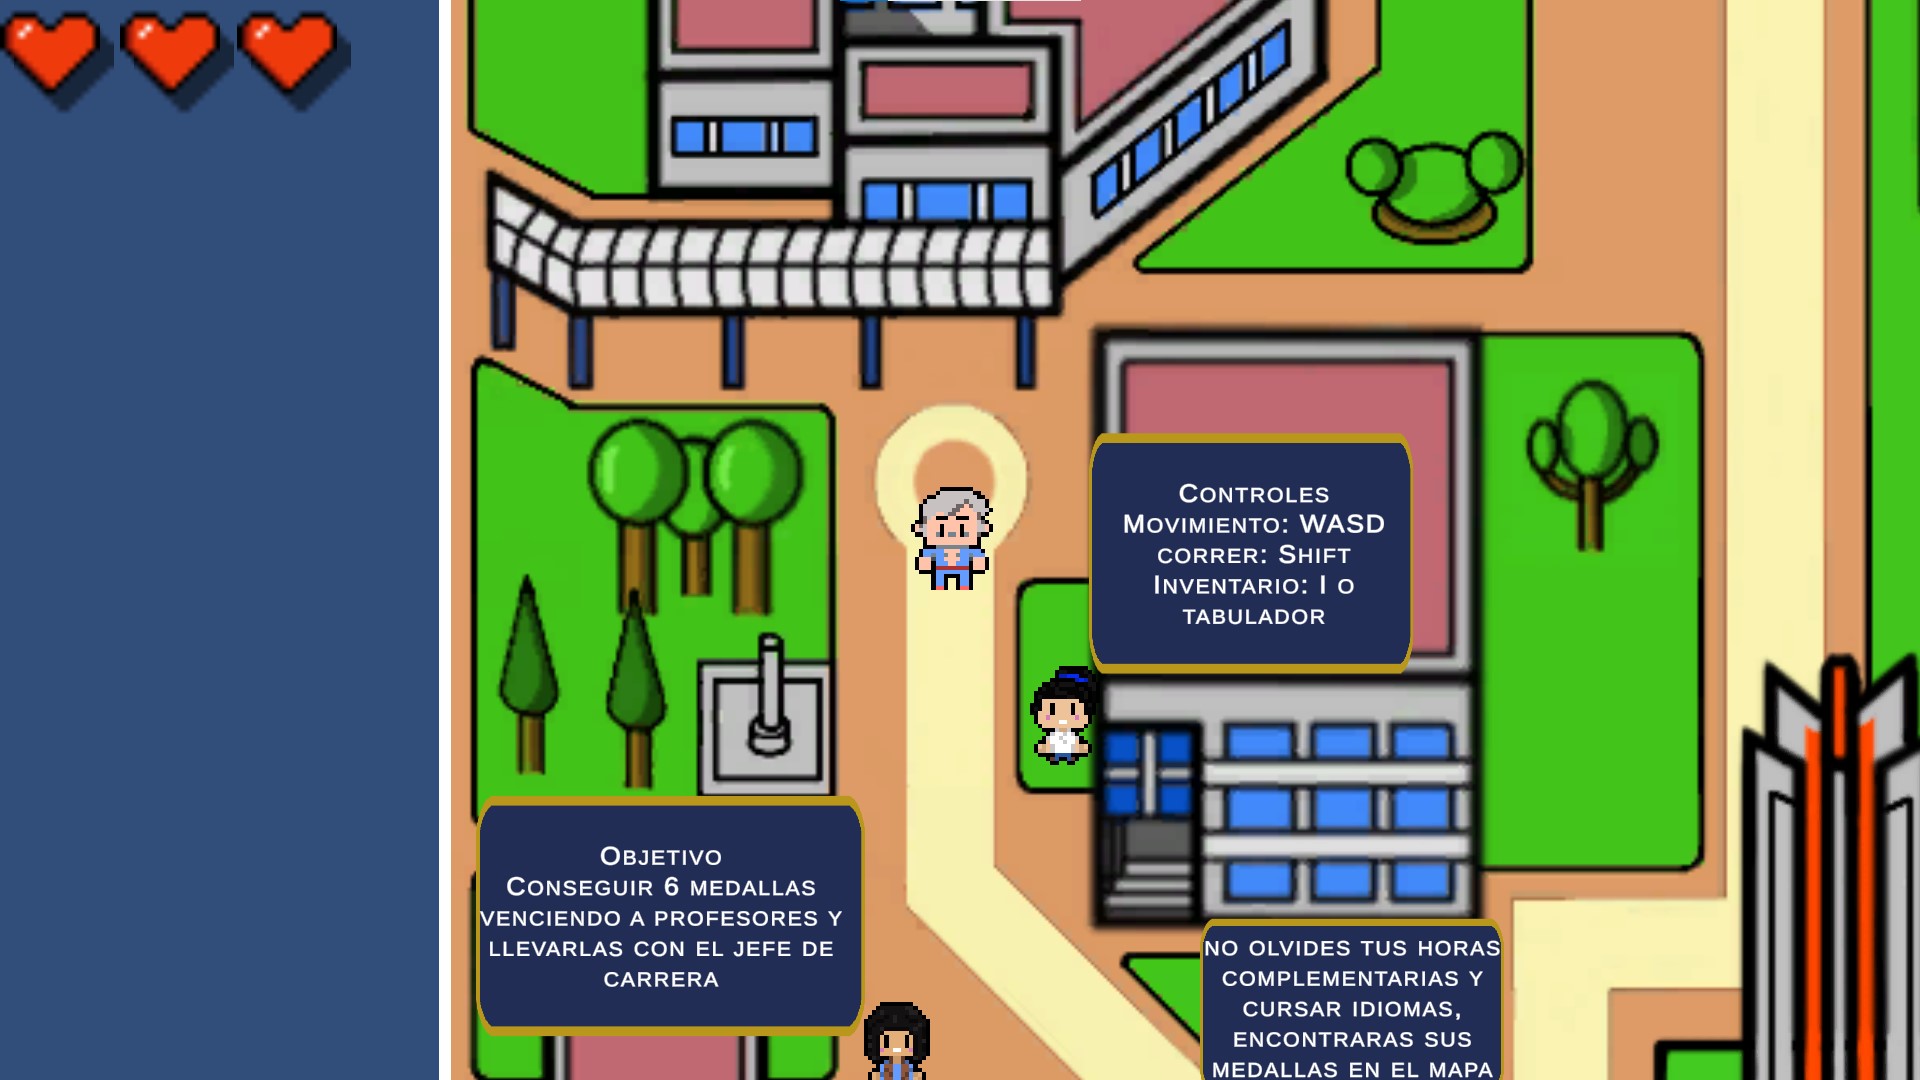 Controles
Movimiento: WASD
correr: Shift
Inventario: I o
tabulador
Objetivo
Conseguir 6 medallas
venciendo a profesores y
llevarlas con el jefe de
carrera
no olvides tus horas
complementarias y
cursar idiomas,
encontraras sus
medallas en el mapa